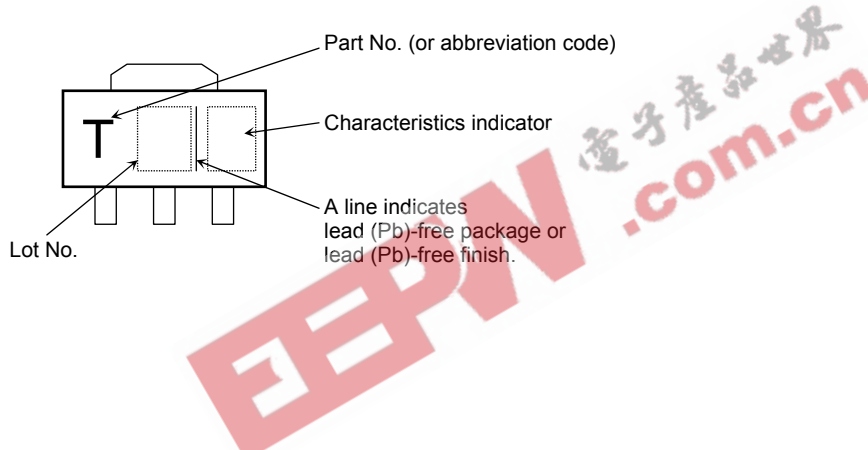 Part No. (or abbreviation code)
T
Characteristics indicator
A line indicates
lead (Pb)-free package or
lead (Pb)-free finish.
Lot No.
電子產品世界
EEPW.com.cn